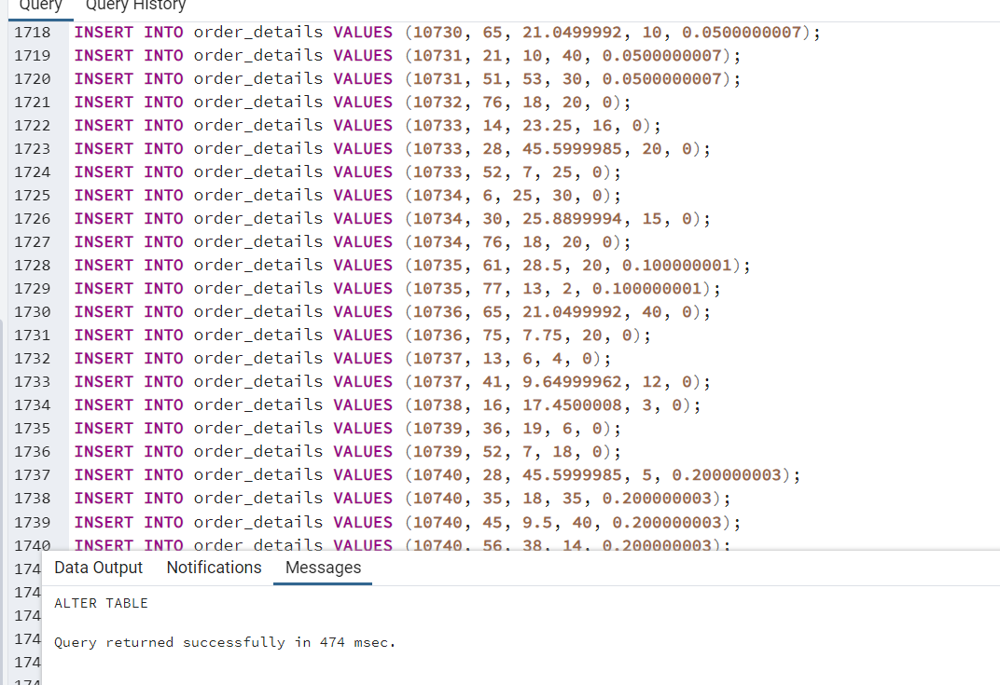 Query Query History
1718 INSERT INTO order_details VALUES (10730, 65, 21.0499992, 10, 0.0500000007);
1719 INSERT INTO order_details VALUES (10731, 21, 10, 40, 0.0500000007);
1720 INSERT INTO order_details VALUES (10731, 51, 53, 30, 0.0500000007);
1721 INSERT INTO order_details VALUES (10732, 76, 18, 20, 0);
1722 INSERT INTO order_details VALUES (10733, 14, 23.25, 16, 0);
1723 INSERT INTO order_details VALUES (10733, 28, 45.5999985, 20, 0);
1724 INSERT INTO order_details VALUES (10733, 52, 7, 25, 0);
1725 INSERT INTO order_details VALUES (10734, 6, 25, 30, 0);
1726 INSERT INTO order_details VALUES (10734, 30, 25.8899994, 15, 0);
1727 INSERT INTO order_details VALUES (10734, 76, 18, 20, 0);
1728 INSERT INTO order_details VALUES (10735, 61, 28.5, 20, 0.100000001);
1729 INSERT INTO order_details VALUES (10735, 77, 13, 2, 0.100000001);
1730 INSERT INTO order_details VALUES (10736, 65, 21.0499992, 40, 0);
1731 INSERT INTO order_details VALUES (10736, 75, 7.75, 20, 0);
1732 INSERT INTO order_details VALUES (10737, 13, 6, 4, 0);
1733 INSERT INTO order_details VALUES (10737, 41, 9.64999962, 12, 0);
1734 INSERT INTO order_details VALUES (10738, 16, 17.4500008, 3, 0);
1735 INSERT INTO order_details VALUES (10739, 36, 19, 6, 0);
1736 INSERT INTO order_details VALUES (10739, 52, 7, 18, 0);
1737 INSERT INTO order_details VALUES (10740, 28, 45.5999985, 5, 0.200000003);
1738 INSERT INTO order_details VALUES (10740, 35, 18, 35, 0.200000003);
1739 INSERT INTO order_details VALUES (10740, 45, 9.5, 40, 0.200000003);
1740 INSERT INTO order_details VALUES (10740, 56, 38, 14, 0.200000003);
174 Data Output Notifications Messages
174 ALTER TABLE
174
174 Query returned successfully in 474 msec.
174